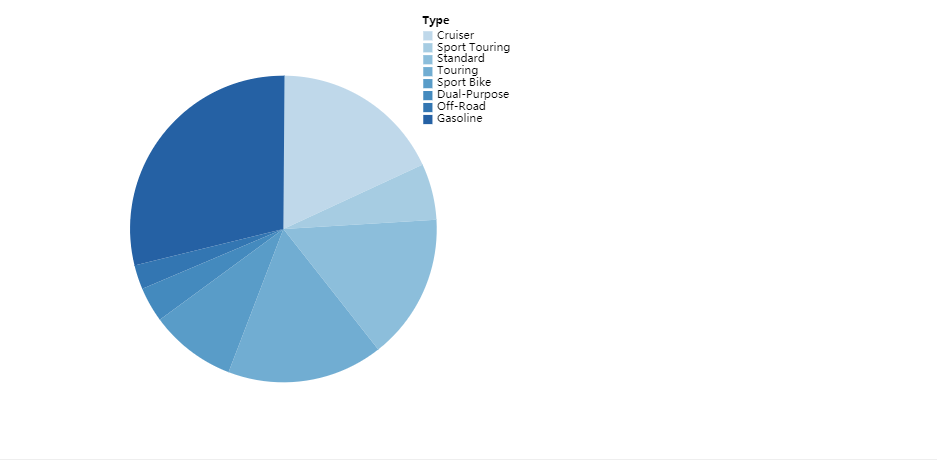 Type
Cruiser
Sport Touring
Standard
Touring
Sport Bike
Dual-Purpose
Off-Road
Gasoline